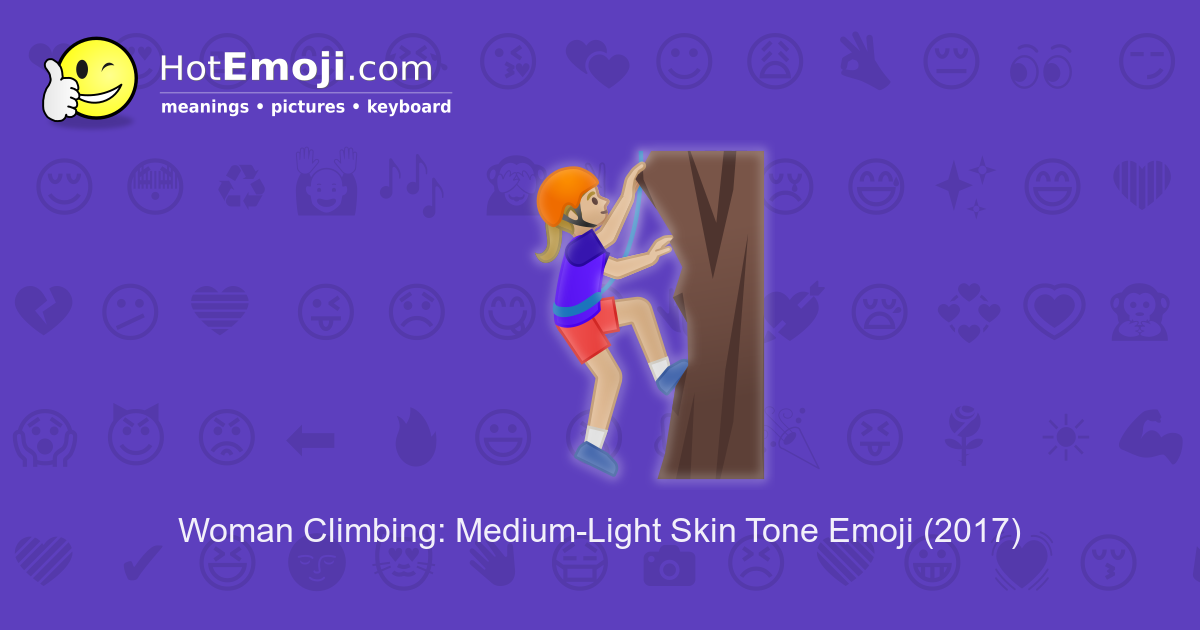 HotEmoji.com
meanings • pictures • keyboard
Woman Climbing: Medium-Light Skin Tone Emoji (2017)